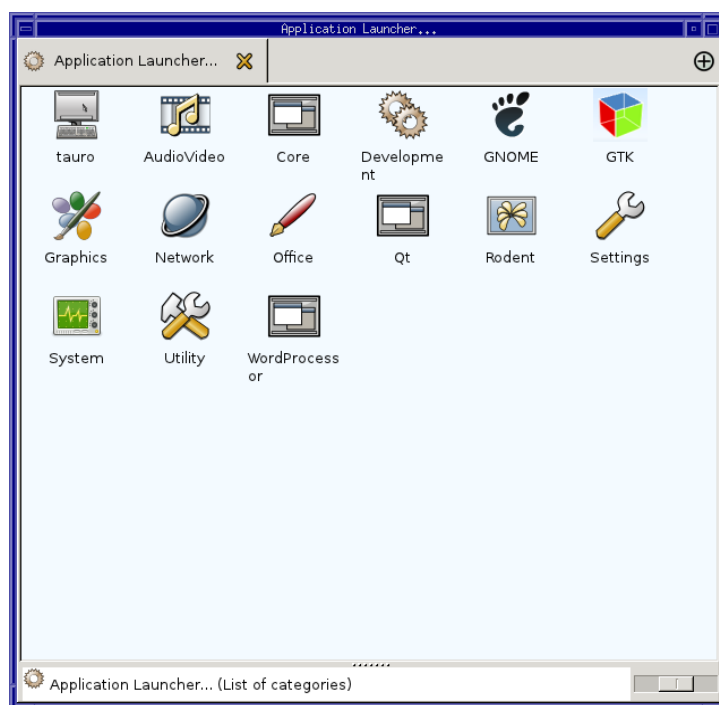 Application Launcher...
Application Launcher...
tauro AudioVideo Core Developme GNOME GTK
nt
Graphics Network Office Qt Rodent Settings
System Utility WordProcess
or
Application Launcher... (List of categories)